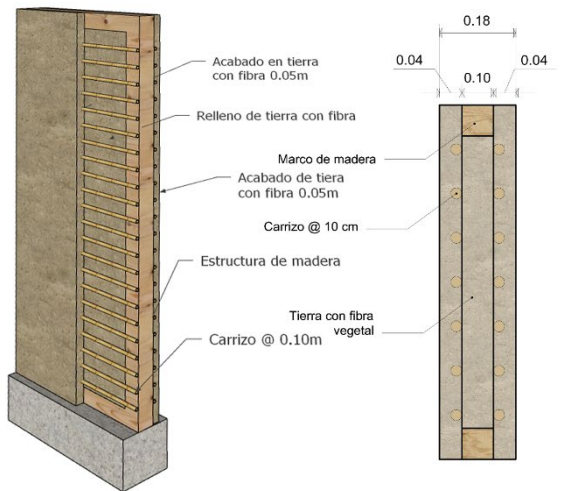 Acabado en tierra
con fibra 0.05m
Relleno de tierra con fibra
Acabado de tiera
con fibra 0.05m
Estructura de madera
Carrizo @ 0.10m
0.18
0.04
0.10
0.04
Marco de madera
Carrizo @ 10 cm
Tierra con fibra
vegetal